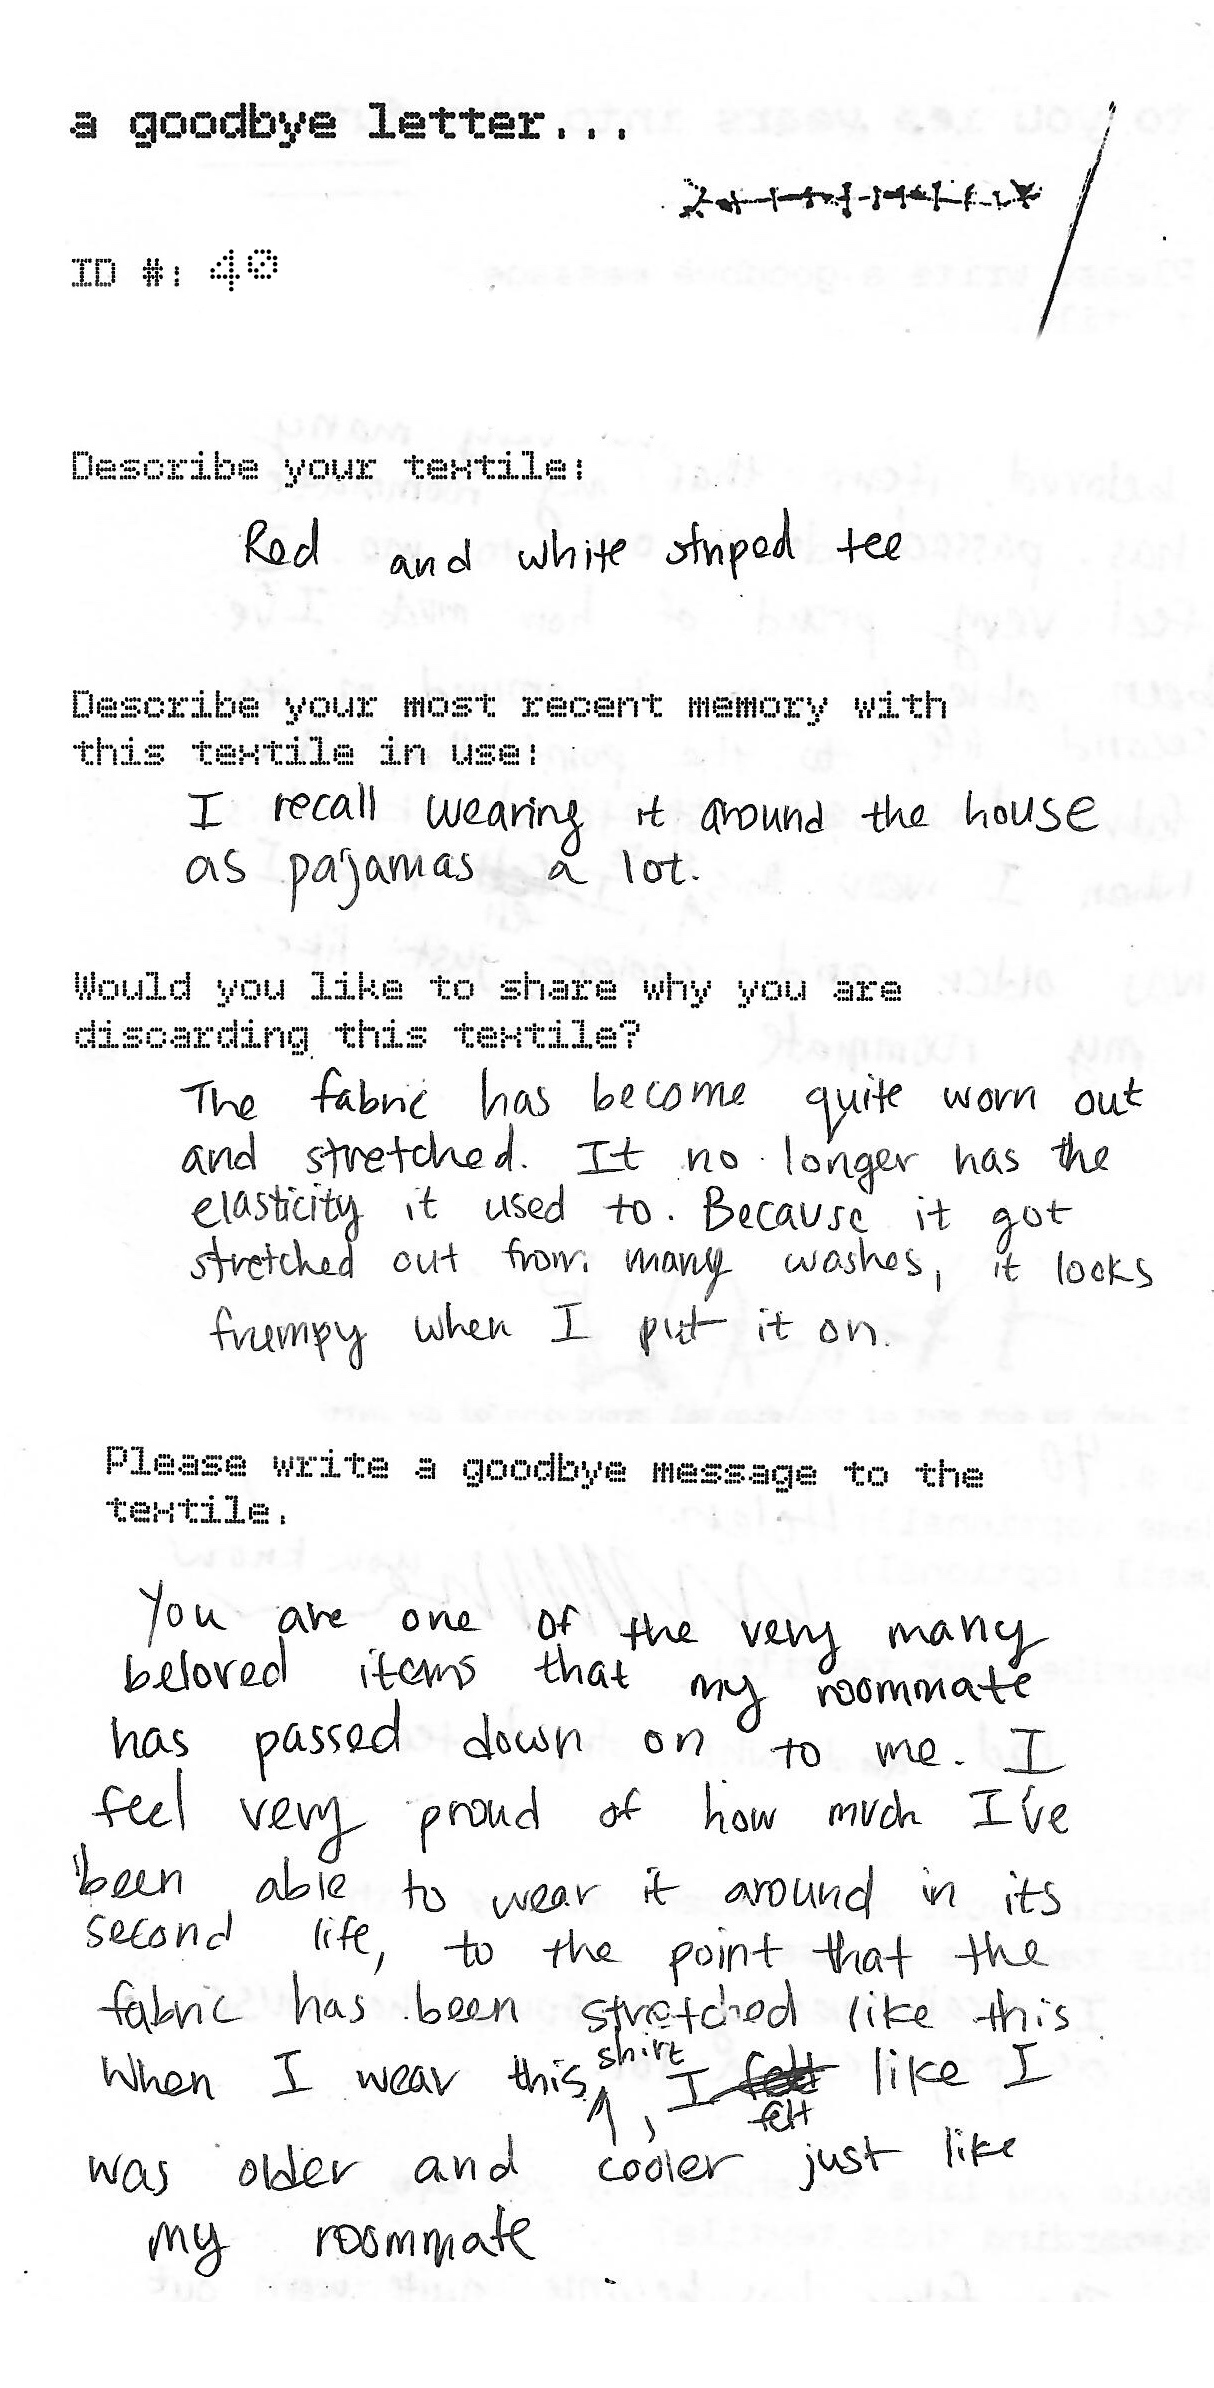 a goodbye letter...
ID #: 40
Describe your textile:
Red and white striped tee
Describe your most recent memory with
this textile in use:
I recall wearing it around the house
as pajamas a lot.
Would you like to share why you are
discarding this textile?
The fabric has become quite worn out
and stretched. It no longer has the
elasticity it used to. Because it got
stretched out from many washes, it looks
frumpy when I put it on.
Please write a goodbye message to the
textile.
You are one of the very many
beloved items that my roommate
has passed down on to me. I
feel very proud of how much I've
been able to wear it around in its
second life, to the point that the
fabric has been stretched like this.
When I wear this shirt, I felt like I
was older and cooler just like
my roommate